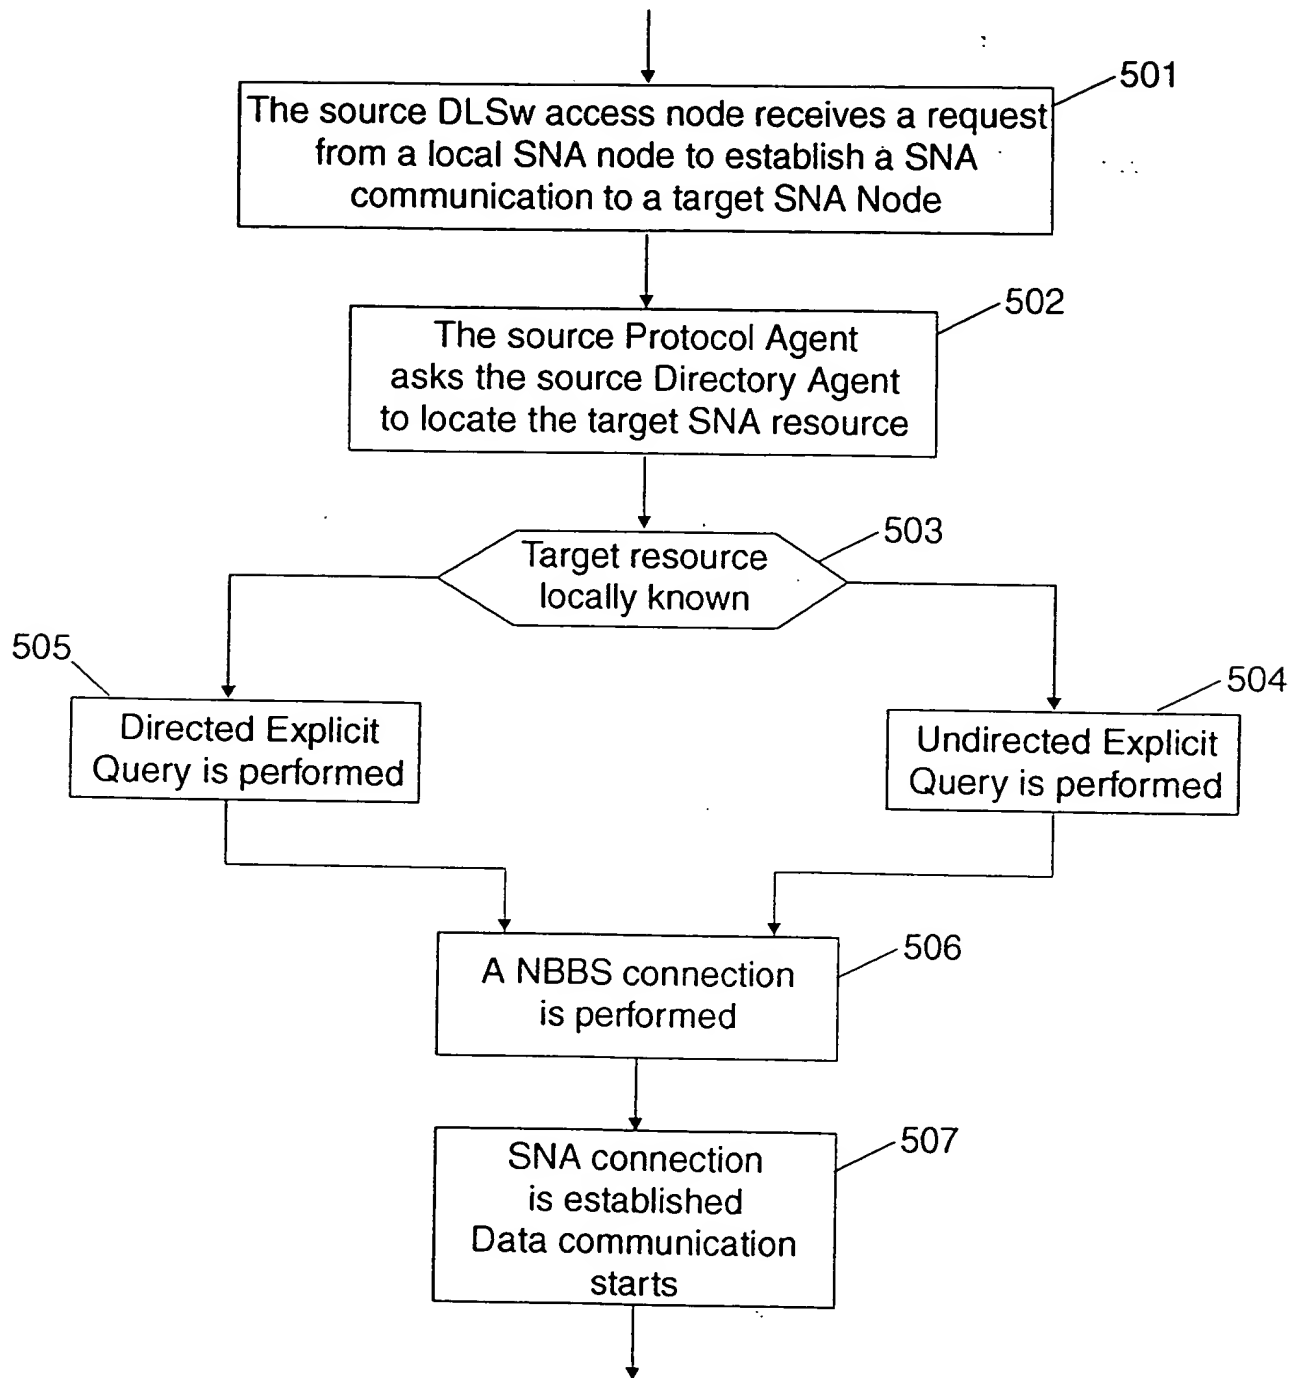 501
The source DLSw access node receives a request
from a local SNA node to establish a SNA
communication to a target SNA Node
502
The source Protocol Agent
asks the source Directory Agent
to locate the target SNA resource
503
Target resource
locally known
505
Directed Explicit
Query is performed
504
Undirected Explicit
Query is performed
506
A NBBS connection
is performed
507
SNA connection
is established
Data communication
starts